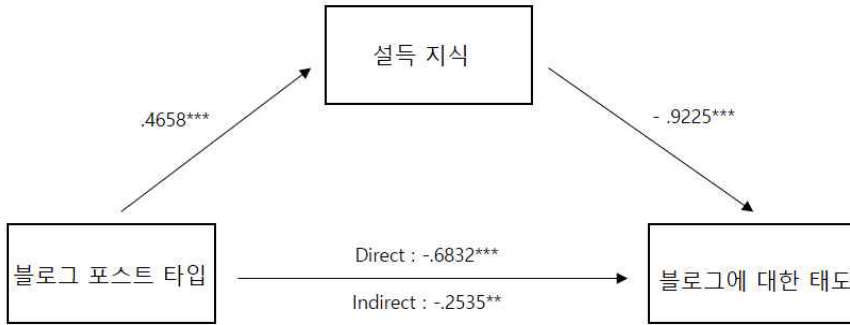 설득 지식
.4658***
- .9225***
블로그 포스트 타입
Direct : -.6832***
Indirect : -.2535**
블로그에 대한 태도